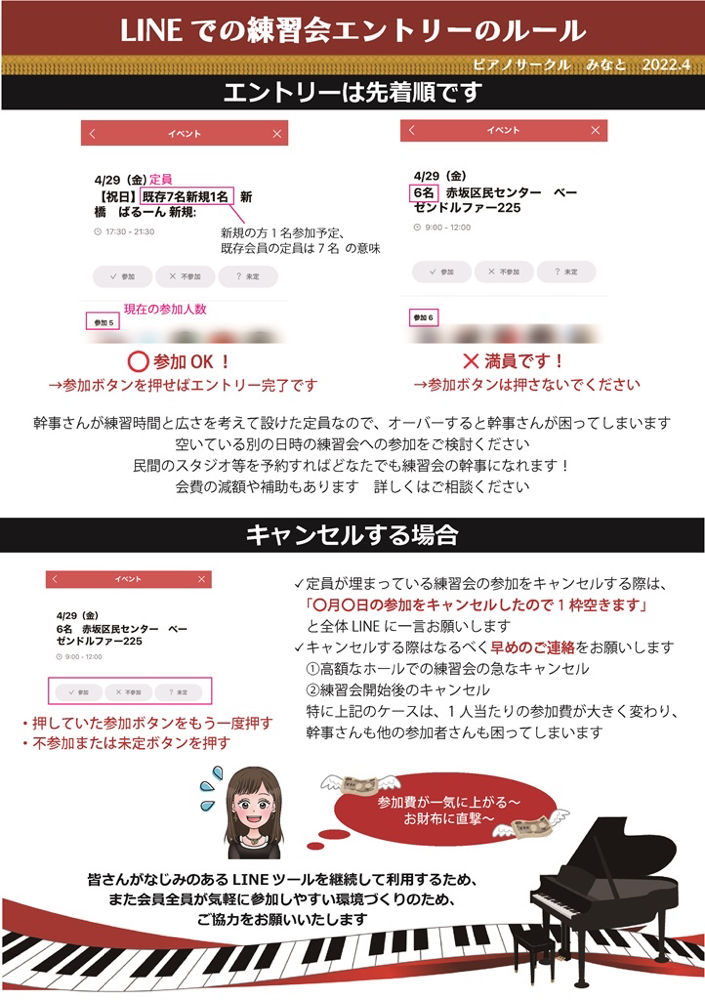 LINEでの練習会エントリーのルール
ピアノサークル　みなと　2022.4
エントリーは先着順です
イベント
4/29（金）定員
【祝日】既存7名新規1名　新
橋　ばるーん 新規:
17:30 - 21:30
新規の方１名参加予定、
既存会員の定員は７名 の意味
✓ 参加
✕ 不参加
? 未定
参加 5
現在の参加人数
◯ 参加 OK！
→参加ボタンを押せばエントリー完了です
イベント
4/29（金）
6名　赤坂区民センター　ベー
ゼンドルファー225
9:00 - 12:00
✓ 参加
✕ 不参加
? 未定
参加 6
✕ 満員です！
→参加ボタンは押さないでください
幹事さんが練習時間と広さを考えて設けた定員なので、オーバーすると幹事さんが困ってしまいます
空いている別の日時の練習会への参加をご検討ください
民間のスタジオ等を予約すればどなたでも練習会の幹事になれます！
会費の減額や補助もあります　詳しくはご相談ください
キャンセルする場合
イベント
4/29（金）
6名　赤坂区民センター　ベー
ゼンドルファー225
9:00 - 12:00
✓ 参加
✕ 不参加
? 未定
・押していた参加ボタンをもう一度押す
・不参加または未定ボタンを押す
✓定員が埋まっている練習会の参加をキャンセルする際は、
「〇月〇日の参加をキャンセルしたので１枠空きます」
と全体 LINE に一言お願いします
✓キャンセルする際はなるべく早めのご連絡をお願いします
①高額なホールでの練習会の急なキャンセル
②練習会開始後のキャンセル
特に上記のケースは、１人当たりの参加費が大きく変わり、
幹事さんも他の参加者さんも困ってしまいます
参加費が一気に上がる〜
お財布に直撃〜
皆さんがなじみのある LINE ツールを継続して利用するため、
また会員全員が気軽に参加しやすい環境づくりのため、
ご協力をお願いいたします